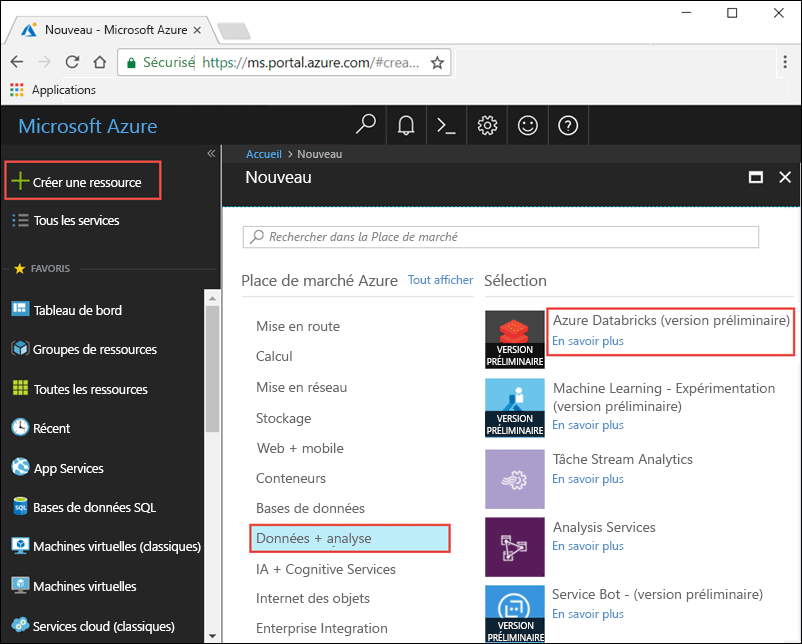 Nouveau - Microsoft Azure
Sécurisé https://ms.portal.azure.com/#crea...
Applications
Microsoft Azure
Accueil > Nouveau
Nouveau
Créer une ressource
Tous les services
FAVORIS
Tableau de bord
Groupes de ressources
Toutes les ressources
Récent
App Services
SQL
Bases de données SQL
Machines virtuelles (classiques)
Machines virtuelles
Services cloud (classiques)
Rechercher dans la Place de marché
Place de marché Azure Tout afficher
Mise en route
Calcul
Mise en réseau
Stockage
Web + mobile
Conteneurs
Bases de données
Données + analyse
IA + Cognitive Services
Internet des objets
Enterprise Integration
Sélection
VERSION
PRÉLIMINAIRE
Azure Databricks (version préliminaire)
En savoir plus
VERSION
PRÉLIMINAIRE
Machine Learning - Expérimentation
(version préliminaire)
En savoir plus
Tâche Stream Analytics
En savoir plus
Analysis Services
En savoir plus
VERSION
PRÉLIMINAIRE
Service Bot - (version préliminaire)
En savoir plus